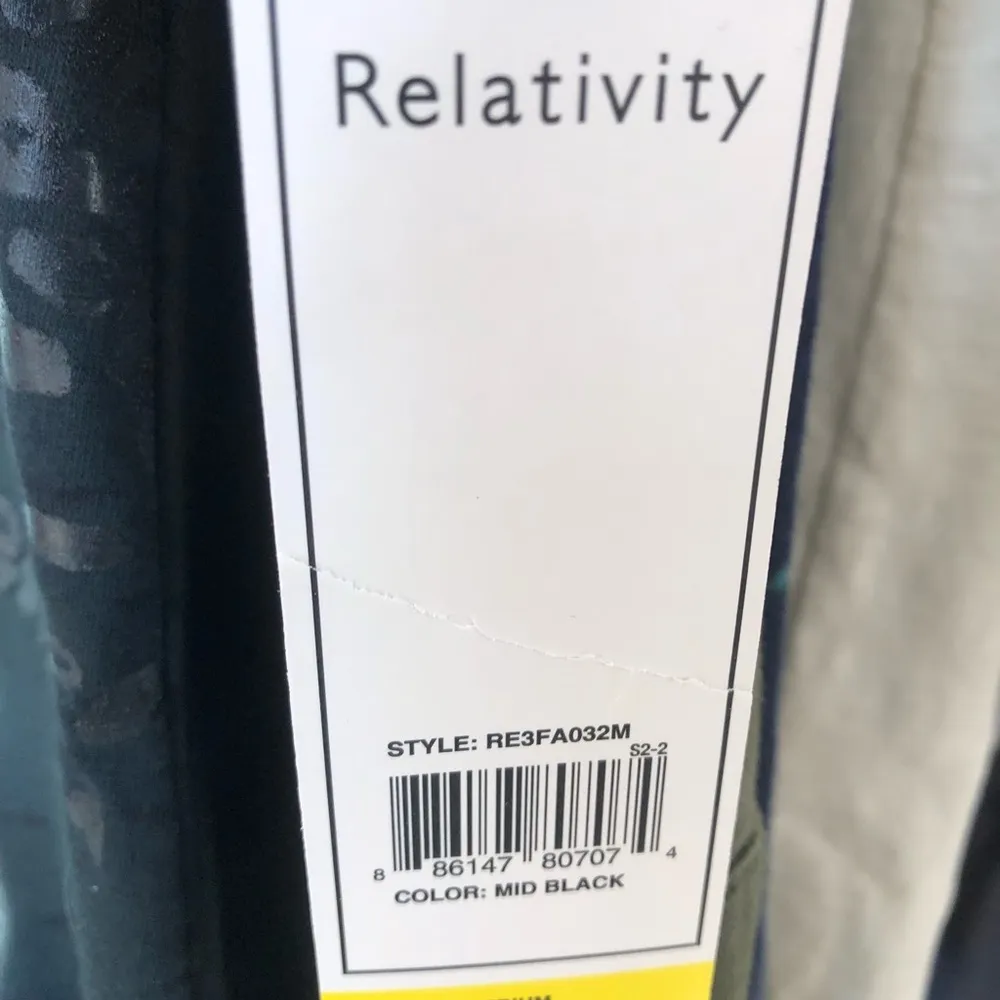 Relativity
STYLE: RE3FA032M
S2-2
8 86147 80707 4
COLOR: MID BLACK